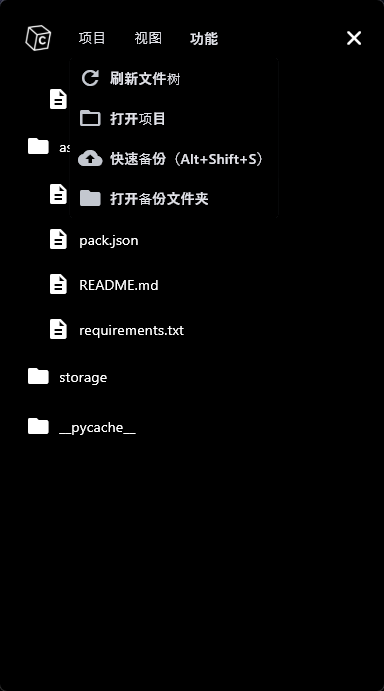 项目 视图 功能
刷新文件树
打开项目
as
快速备份（Alt+Shift+S）
打开备份文件夹
pack.json
README.md
requirements.txt
storage
__pycache__